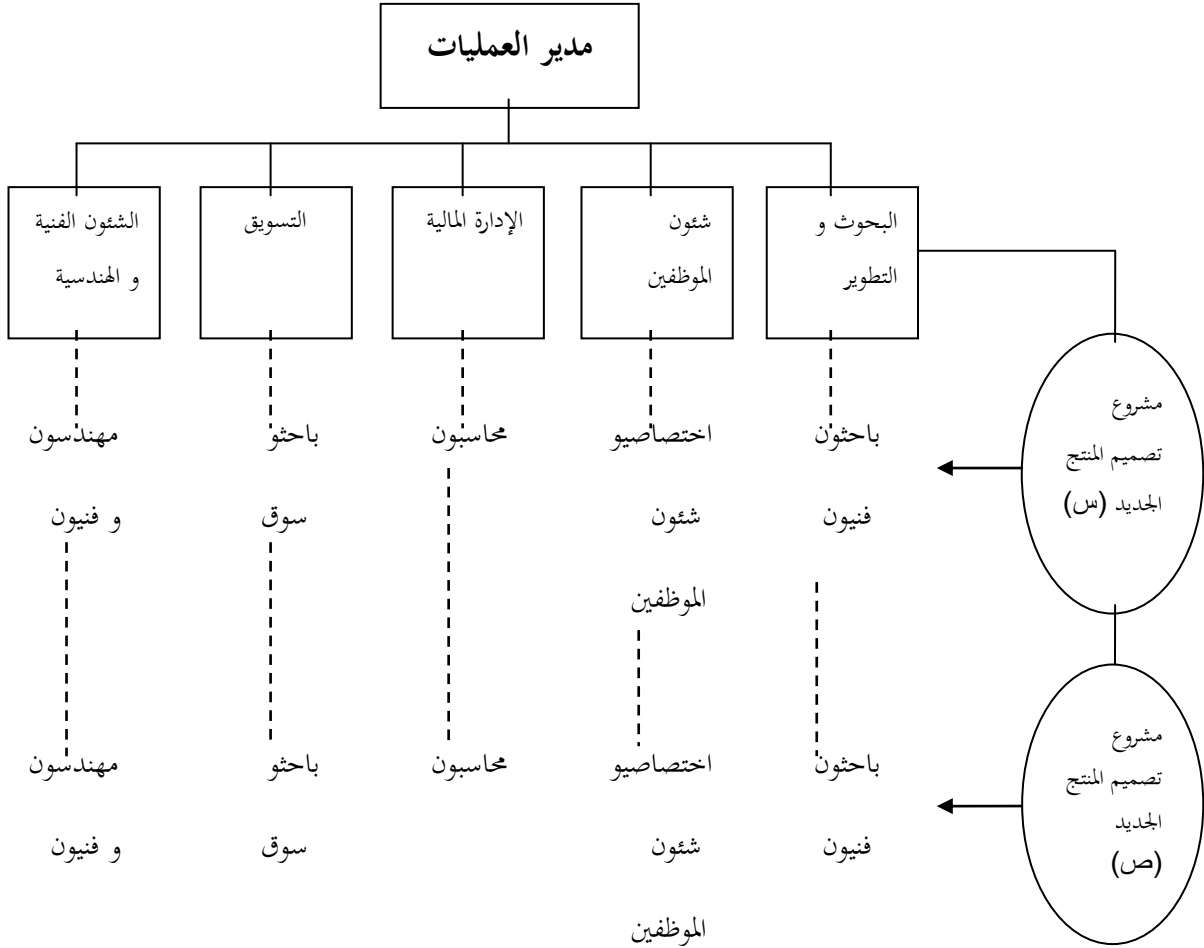 مدير العمليات
البحوث و
التطوير
شئون
الموظفين
الإدارة المالية
التسويق
الشئون الفنية
و الهندسية
مشروع
تصميم المنتج
الجديد (س)
باحثون
فنيون
اختصاصيو
شئون
الموظفين
محاسبون
باحثو
سوق
مهندسون
و فنيون
مشروع
تصميم المنتج
الجديد
(ص)
باحثون
فنيون
اختصاصيو
شئون
الموظفين
محاسبون
باحثو
سوق
مهندسون
و فنيون